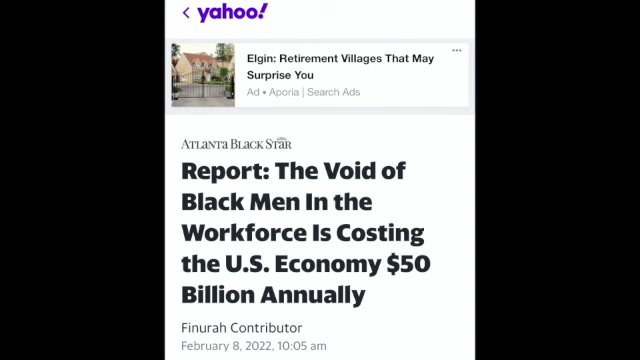 < yahoo!
Elgin: Retirement Villages That May
Surprise You
Ad • Aporia | Search Ads
ATLANTA BLACK STAR
Report: The Void of
Black Men In the
Workforce Is Costing
the U.S. Economy $50
Billion Annually
Finurah Contributor
February 8, 2022, 10:05 am